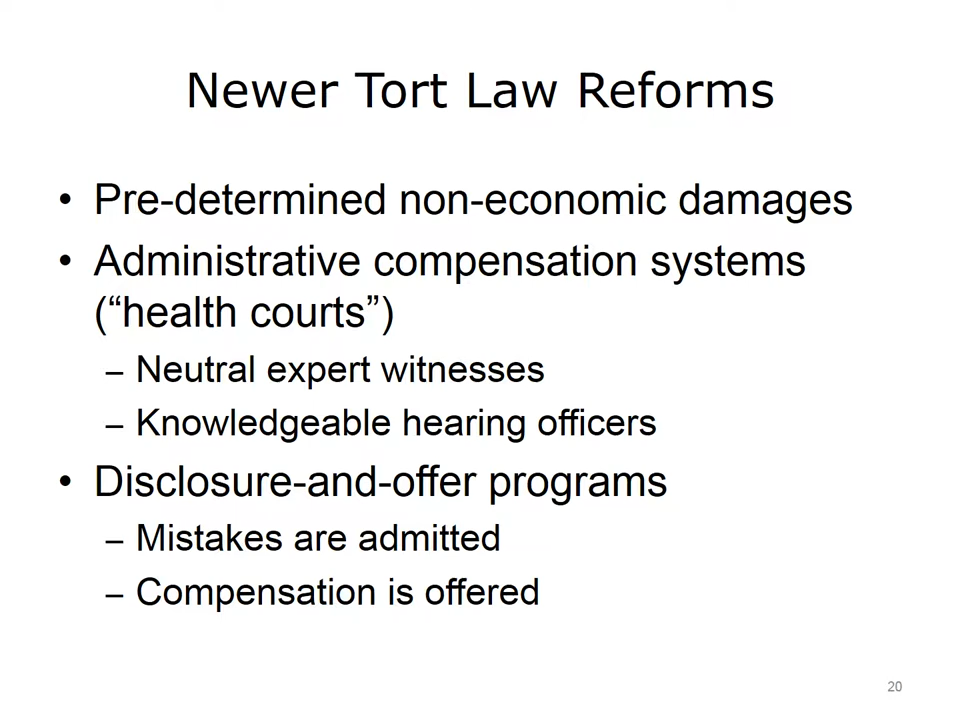 Newer Tort Law Reforms
• Pre-determined non-economic damages
• Administrative compensation systems
(“health courts”)
– Neutral expert witnesses
– Knowledgeable hearing officers
• Disclosure-and-offer programs
– Mistakes are admitted
– Compensation is offered
20